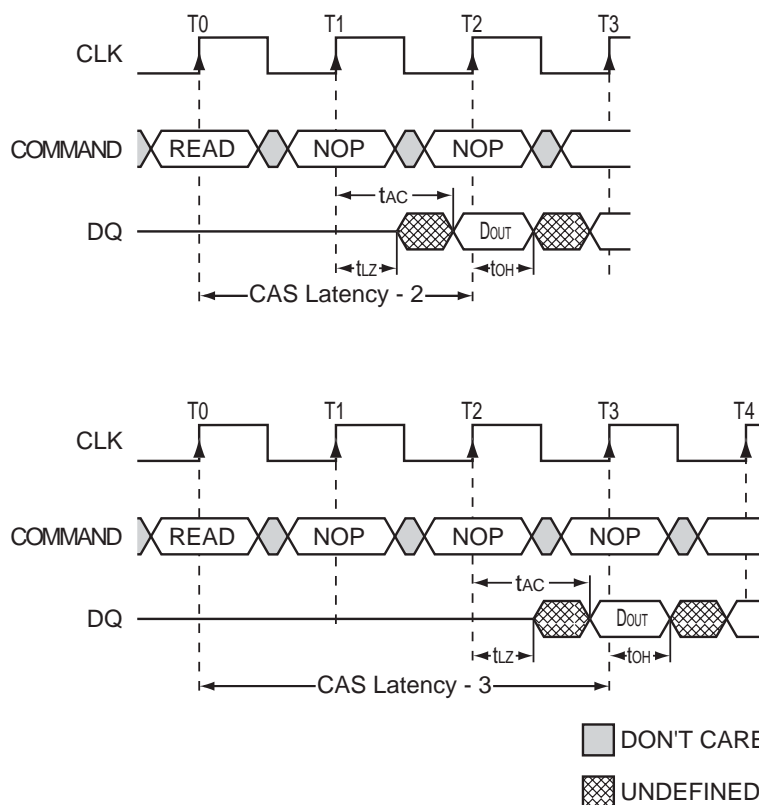 T0 T1 T2 T3
CLK
COMMAND READ NOP NOP
tAC
DQ DOUT
tLZ tOH
CAS Latency - 2
T0 T1 T2 T3 T4
CLK
COMMAND READ NOP NOP NOP
tAC
DQ DOUT
tLZ tOH
CAS Latency - 3
DON'T CARE
UNDEFINED